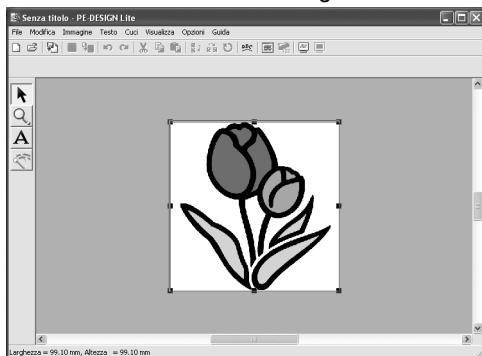 Senza titolo - PE-DESIGN Lite
File Modifica Immagine Testo Cuci Visualizza Opzioni Guida
A
Larghezza = 99.10 mm, Altezza = 99.10 mm